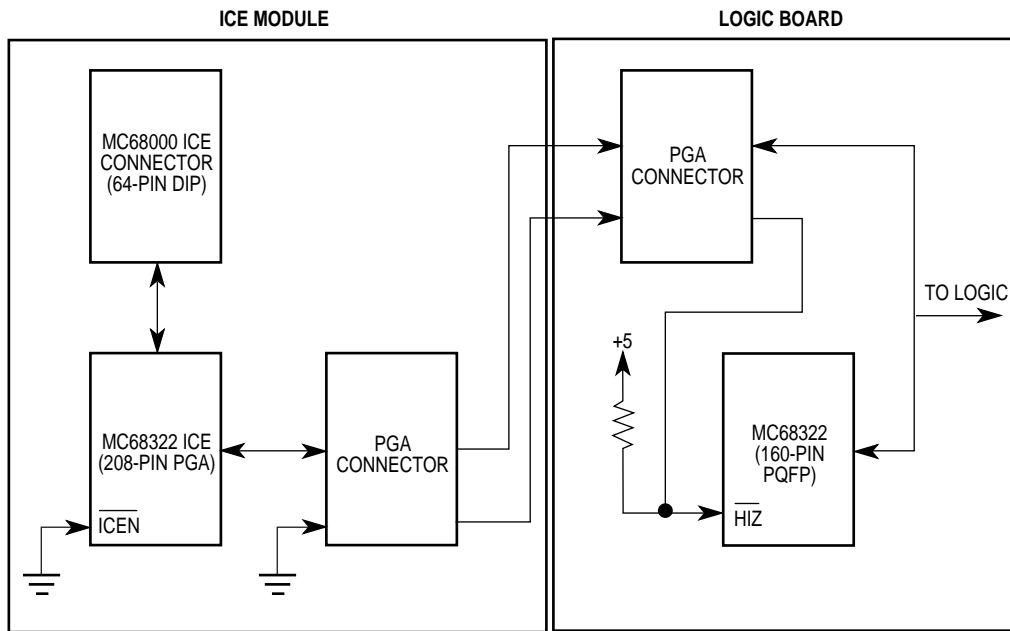 ICE MODULE
LOGIC BOARD
MC68000 ICE
CONNECTOR
(64-PIN DIP)
PGA
CONNECTOR
TO LOGIC
+5
MC68322 ICE
(208-PIN PGA)
ICEN
PGA
CONNECTOR
MC68322
(160-PIN
PQFP)
HIZ